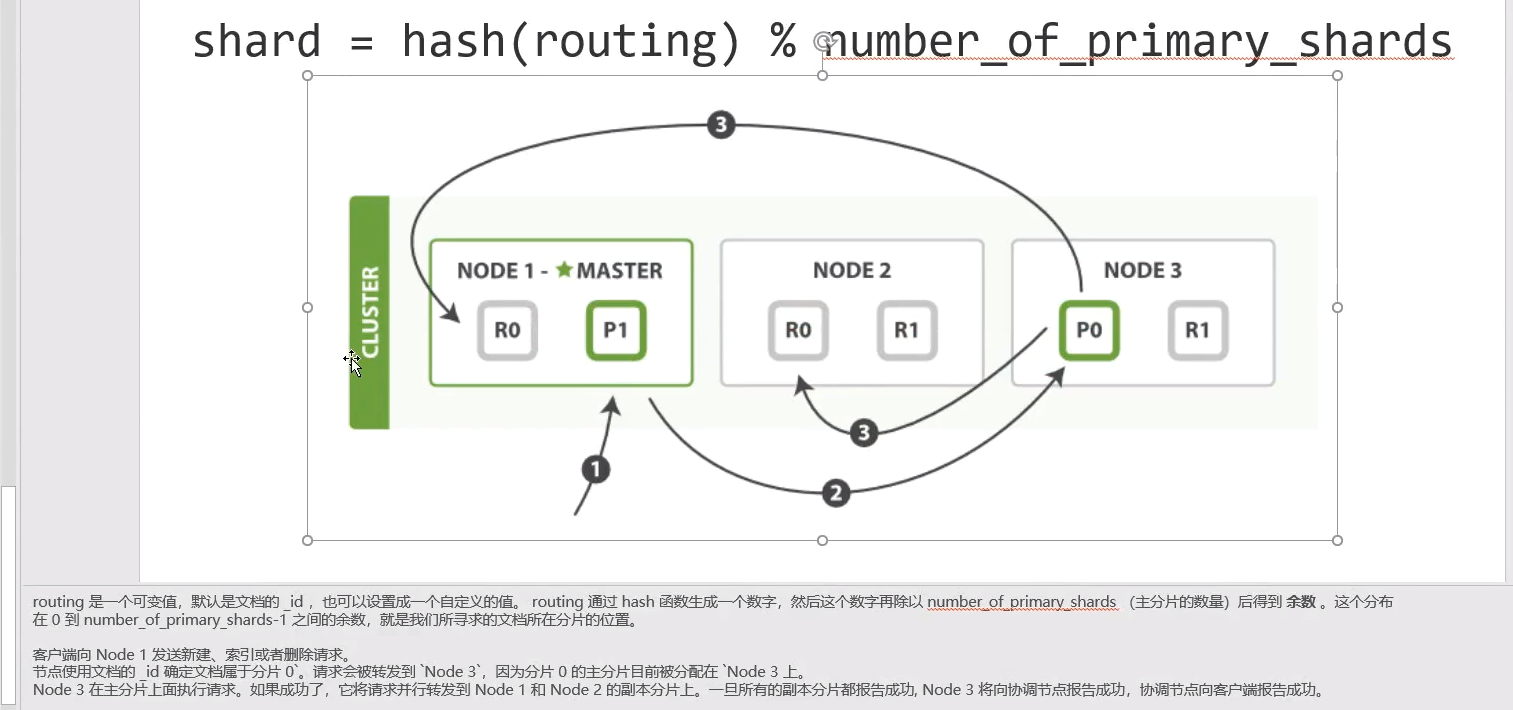 shard = hash(routing) % number_of_primary_shards
3
CLUSTER
NODE 1 - ★MASTER
NODE 2
NODE 3
R0
P1
R0
R1
P0
R1
3
1
2
routing 是一个可变值，默认是文档的 _id ，也可以设置成一个自定义的值。 routing 通过 hash 函数生成一个数字，然后这个数字再除以 number_of_primary_shards （主分片的数量）后得到 余数 。这个分布
在 0 到 number_of_primary_shards-1 之间的余数，就是我们所寻求的文档所在分片的位置。
客户端向 Node 1 发送新建、索引或者删除请求。
节点使用文档的 _id 确定文档属于分片 0`。请求会被转发到 `Node 3`，因为分片 0 的主分片目前被分配在 `Node 3 上。
Node 3 在主分片上面执行请求。如果成功了，它将请求并行转发到 Node 1 和 Node 2 的副本分片上。一旦所有的副本分片都报告成功, Node 3 将向协调节点报告成功，协调节点向客户端报告成功。